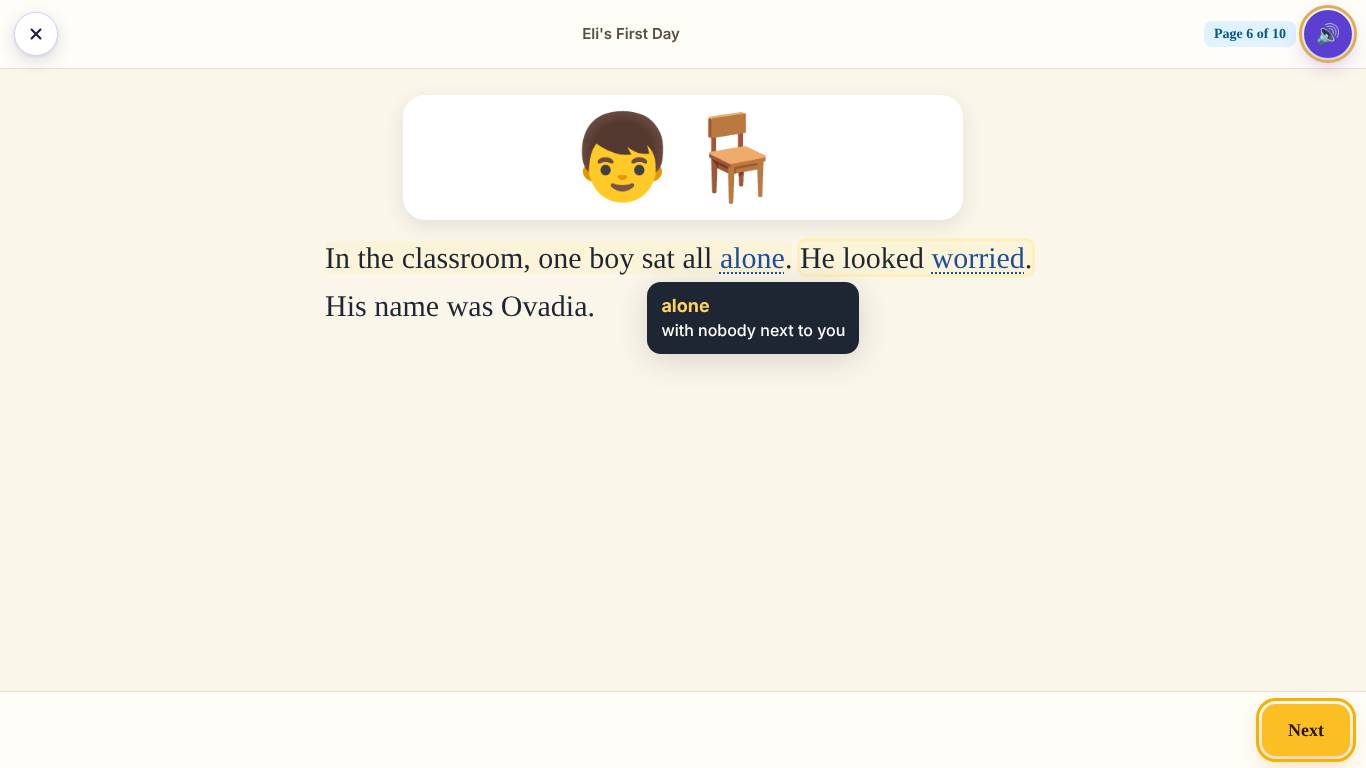 Eli's First Day
Page 6 of 10
In the classroom, one boy sat all alone. He looked worried.
His name was Ovadia.
alone
with nobody next to you
Next